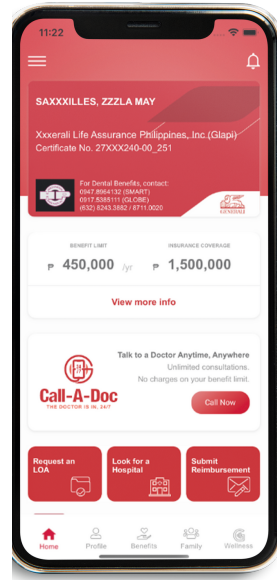 11:22
SAXXXILLES, ZZZLA MAY
Xxxerali Life Assurance Philippines, Inc.(Glapi)
Certificate No. 27XXX240-00_251
For Dental Benefits, contact:
0947.8964132 (SMART)
0917.5385111 (GLOBE)
(632) 8243.3882 / 8711.0020
GENERALI
BENEFIT LIMIT
₱ 450,000 /yr
INSURANCE COVERAGE
₱ 1,500,000
View more info
Call-A-Doc
THE DOCTOR IS IN, 24/7
Talk to a Doctor Anytime, Anywhere
Unlimited consultations.
No charges on your benefit limit.
Call Now
Request an
LOA
Look for a
Hospital
Submit
Reimbursement
Home
Profile
Benefits
Family
Wellness